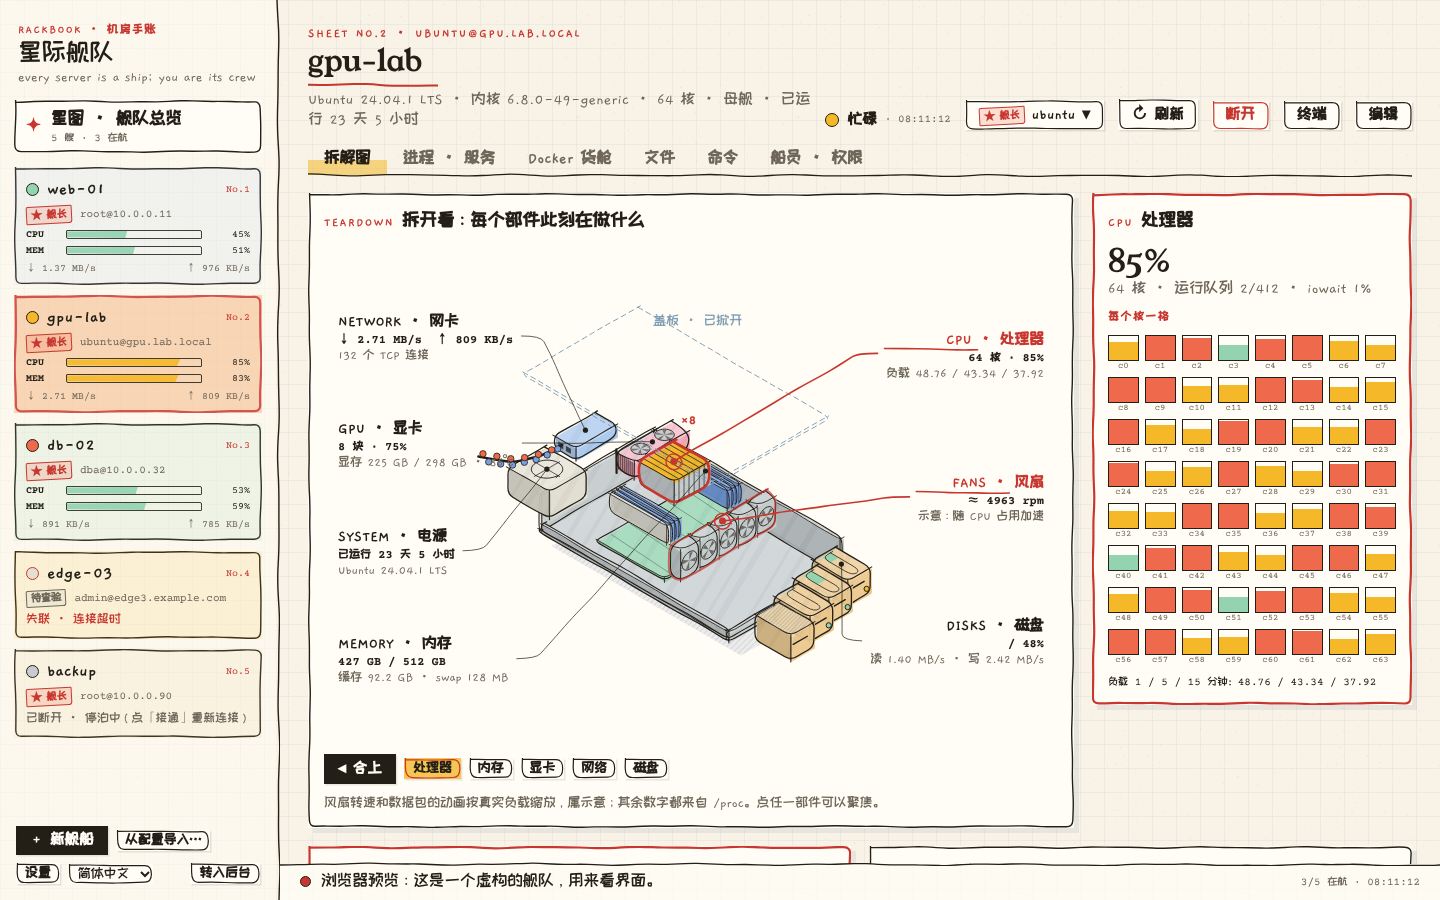 RACKBOOK · 机房手账
星际舰队
every server is a ship; you are its crew
✦ 星图 · 舰队总览
5 艘 · 3 在航
web-01 No.1
★ 舰长 root@10.0.0.11
CPU 45%
MEM 51%
↓ 1.37 MB/s ↑ 976 KB/s
gpu-lab No.2
★ 舰长 ubuntu@gpu.lab.local
CPU 85%
MEM 83%
↓ 2.71 MB/s ↑ 809 KB/s
db-02 No.3
★ 舰长 dba@10.0.0.32
CPU 53%
MEM 59%
↓ 891 KB/s ↑ 785 KB/s
edge-03 No.4
待查验 admin@edge3.example.com
失联 · 连接超时
backup No.5
★ 舰长 root@10.0.0.90
已断开 · 停泊中(点「接通」重新连接)
+ 新舰船 从配置导入…
设置 简体中文 转入后台
SHEET NO.2 · UBUNTU@GPU.LAB.LOCAL
gpu-lab
Ubuntu 24.04.1 LTS · 内核 6.8.0-49-generic · 64 核 · 母舰 · 已运
行 23 天 5 小时
忙碌 · 08:11:12
★ 舰长 ubuntu ▼
↻ 刷新
断开
终端
编辑
拆解图 进程 · 服务 Docker 货舱 文件 命令 船员 · 权限
TEARDOWN 拆开看:每个部件此刻在做什么
盖板 · 已掀开
NETWORK · 网卡
↓ 2.71 MB/s ↑ 809 KB/s
132 个 TCP 连接
CPU · 处理器
64 核 · 85%
负载 48.76 / 43.34 / 37.92
GPU · 显卡
8 块 · 75%
显存 225 GB / 298 GB ·
×8
FANS · 风扇
≈ 4963 rpm
示意:随 CPU 占用加速
SYSTEM · 电源
已运行 23 天 5 小时
Ubuntu 24.04.1 LTS
DISKS · 磁盘
/ 48%
读 1.40 MB/s · 写 2.42 MB/s
MEMORY · 内存
427 GB / 512 GB
缓存 92.2 GB · swap 128 MB
◀ 合上 处理器 内存 显卡 网络 磁盘
风扇转速和数据包的动画按真实负载缩放,属示意;其余数字都来自 /proc。点任一部件可以聚焦。
CPU 处理器
85%
64 核 · 运行队列 2/412 · iowait 1%
每个核一格
c0 c1 c2 c3 c4 c5 c6 c7
c8 c9 c10 c11 c12 c13 c14 c15
c16 c17 c18 c19 c20 c21 c22 c23
c24 c25 c26 c27 c28 c29 c30 c31
c32 c33 c34 c35 c36 c37 c38 c39
c40 c41 c42 c43 c44 c45 c46 c47
c48 c49 c50 c51 c52 c53 c54 c55
c56 c57 c58 c59 c60 c61 c62 c63
负载 1 / 5 / 15 分钟: 48.76 / 43.34 / 37.92
浏览器预览:这是一个虚构的舰队,用来看界面。
3/5 在航 · 08:11:12